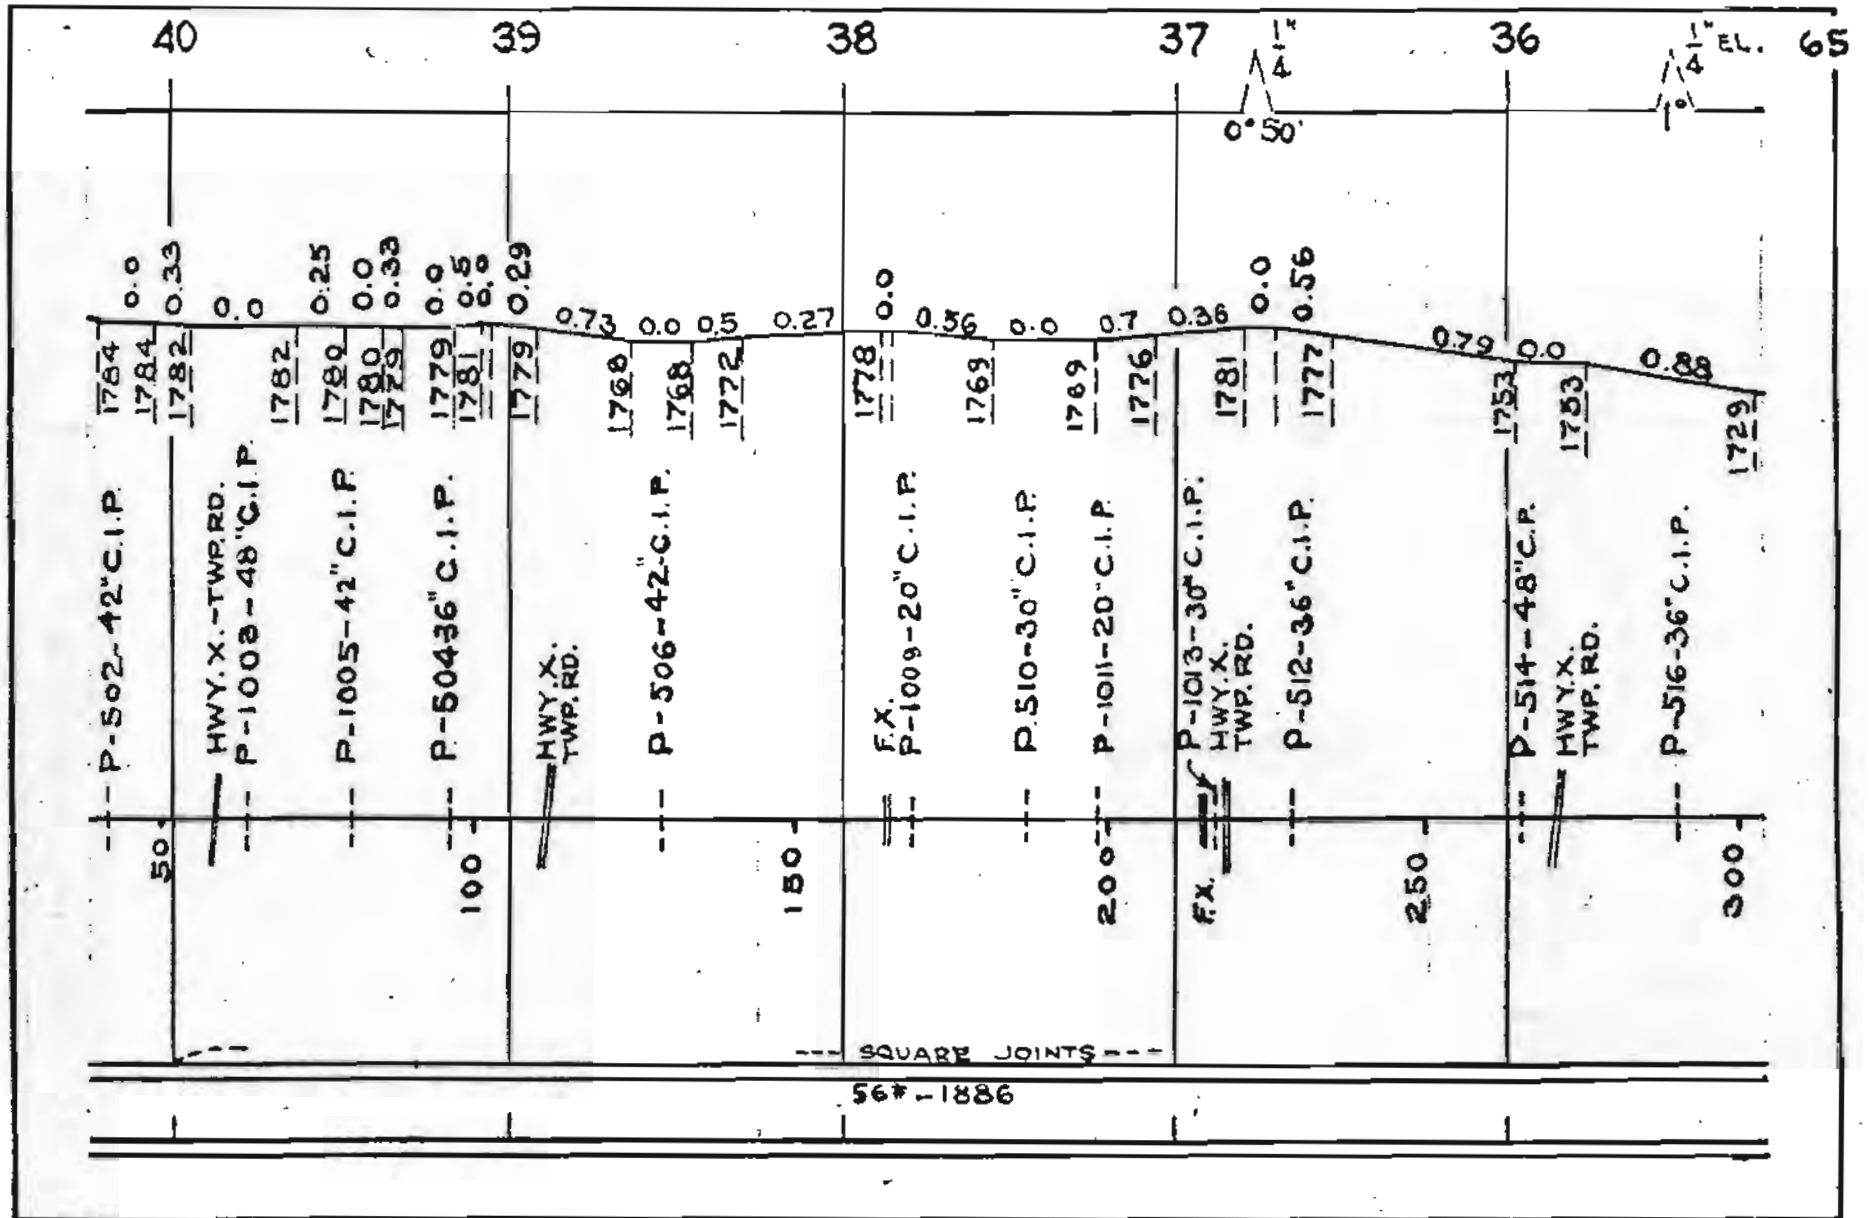 40 39 38 37 1/4" 36 1/4" EL. 65
0°50' 1°
0.0 0.33 0.0 0.25 0.0 0.33 0.0 0.5 0.0 0.29 0.73 0.0 0.5 0.27 0.0 0.36 0.0 0.7 0.36 0.0 0.56 0.79 0.0 0.88
1784 1784 1782 1782 1780 1780 1779 1779 1781 1779 1768 1768 1772 1778 1769 1769 1776 1781 1777 1753 1753 1729
P-502-42"C.I.P.
HWY.X.-TWP.RD.
P-1003-48"C.I.P.
P-1005-42"C.I.P.
P-50436"C.I.P.
HWY.X.
TWP.RD.
P-506-42"C.I.P.
F.X.
P-1009-20"C.I.P.
P.510-30"C.I.P.
P-1011-20"C.I.P.
P-1013-30"C.I.P.
HWY.X.
TWP.RD.
P-512-36"C.I.P.
P-514-48"C.P.
HWY.X.
TWP.RD.
P-516-36"C.I.P.
50 100 150 200 F.X. 250 300
SQUARE JOINTS
56#-1886